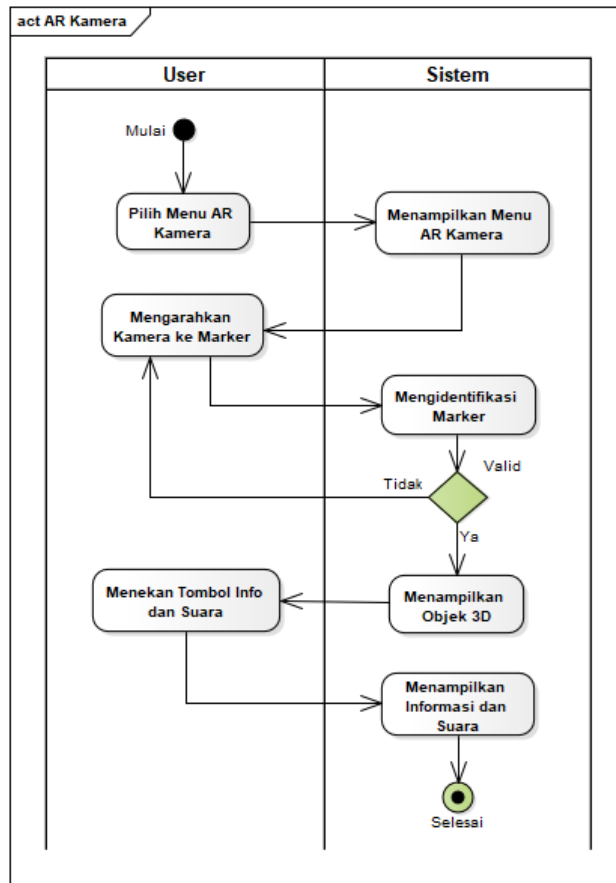 act AR Kamera
User
Sistem
Mulai
Pilih Menu AR
Kamera
Menampilkan Menu
AR Kamera
Mengarahkan
Kamera ke Marker
Mengidentifikasi
Marker
Valid
Tidak
Ya
Menampilkan
Objek 3D
Menekan Tombol Info
dan Suara
Menampilkan
Informasi dan
Suara
Selesai